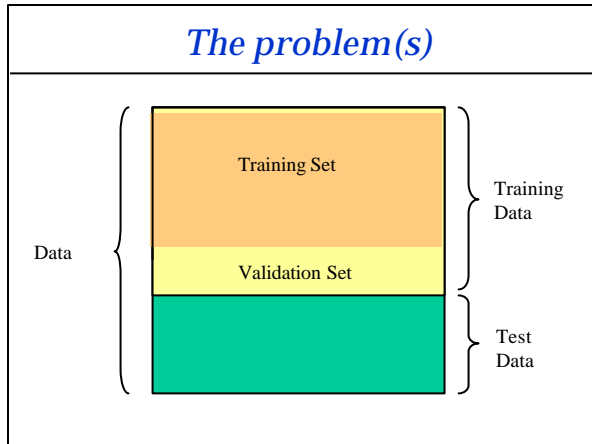 The problem(s)
Training Set
Training
Data
Data
Validation Set
Test
Data